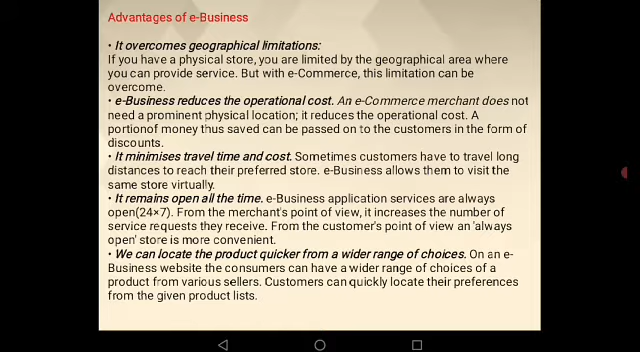 Advantages of e-Business
• It overcomes geographical limitations:
If you have a physical store, you are limited by the geographical area where
you can provide service. But with e-Commerce, this limitation can be
overcome.
• e-Business reduces the operational cost. An e-Commerce merchant does not
need a prominent physical location; it reduces the operational cost. A
portionof money thus saved can be passed on to the customers in the form of
discounts.
• It minimises travel time and cost. Sometimes customers have to travel long
distances to reach their preferred store. e-Business allows them to visit the
same store virtually.
• It remains open all the time. e-Business application services are always
open(24×7). From the merchant's point of view, it increases the number of
service requests they receive. From the customer's point of view an 'always
open' store is more convenient.
• We can locate the product quicker from a wider range of choices. On an e-
Business website the consumers can have a wider range of choices of a
product from various sellers. Customers can quickly locate their preferences
from the given product lists.